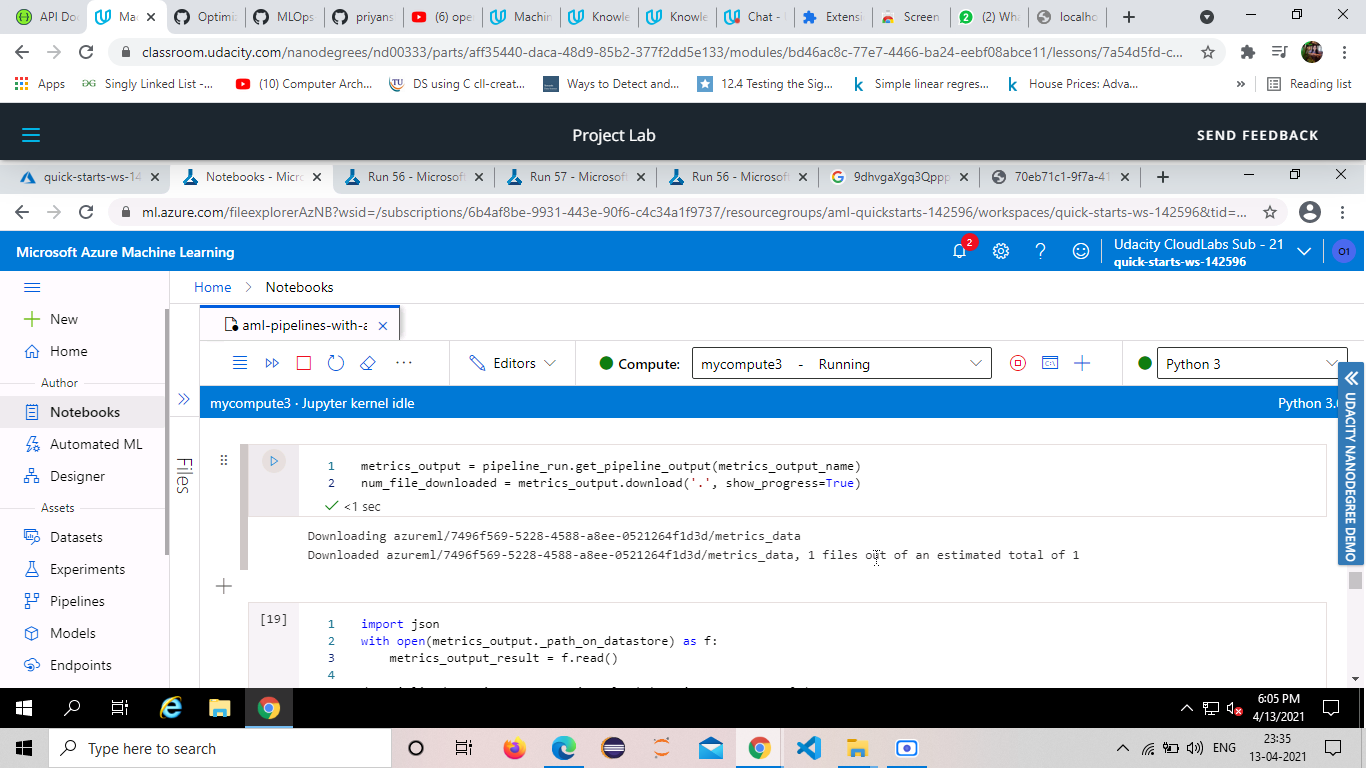 API Doc
Mac
Optimiz
MLOps
priyans
(6) ope
Machin
Knowle
Knowle
Chat -
Extensi
Screen
(2) Wha
localho
classroom.udacity.com/nanodegrees/nd00333/parts/aff35440-daca-48d9-85b2-377f2dd5e133/modules/bd46ac8c-77e7-4466-ba24-eebf08abce11/lessons/7a54d5fd-c...
Apps
Singly Linked List -...
(10) Computer Arch...
DS using C cll-creat...
Ways to Detect and...
12.4 Testing the Sig...
Simple linear regres...
House Prices: Adva...
»
Reading list
Project Lab
SEND FEEDBACK
quick-starts-ws-14
Notebooks - Micro
Run 56 - Microsoft
Run 57 - Microsoft
Run 56 - Microsoft
9dhvgaXgq3Qppp
70eb71c1-9f7a-41
ml.azure.com/fileexplorerAzNB?wsid=/subscriptions/6b4af8be-9931-443e-90f6-c4c34a1f9737/resourcegroups/aml-quickstarts-142596/workspaces/quick-starts-ws-142596&tid=...
Microsoft Azure Machine Learning
2
Udacity CloudLabs Sub - 21
quick-starts-ws-142596
O1
Home > Notebooks
New
Home
Author
Notebooks
Automated ML
Designer
Assets
Datasets
Experiments
Pipelines
Models
Endpoints
Files
aml-pipelines-with-a
Editors
Compute:
mycompute3 - Running
Python 3
mycompute3 · Jupyter kernel idle
Python 3.6
1 metrics_output = pipeline_run.get_pipeline_output(metrics_output_name)
2 num_file_downloaded = metrics_output.download('.', show_progress=True)
<1 sec
Downloading azureml/7496f569-5228-4588-a8ee-0521264f1d3d/metrics_data
Downloaded azureml/7496f569-5228-4588-a8ee-0521264f1d3d/metrics_data, 1 files out of an estimated total of 1
[19]
1 import json
2 with open(metrics_output._path_on_datastore) as f:
3 metrics_output_result = f.read()
4
UDACITY NANODEGREE DEMO
6:05 PM
4/13/2021
Type here to search
ENG
23:35
13-04-2021